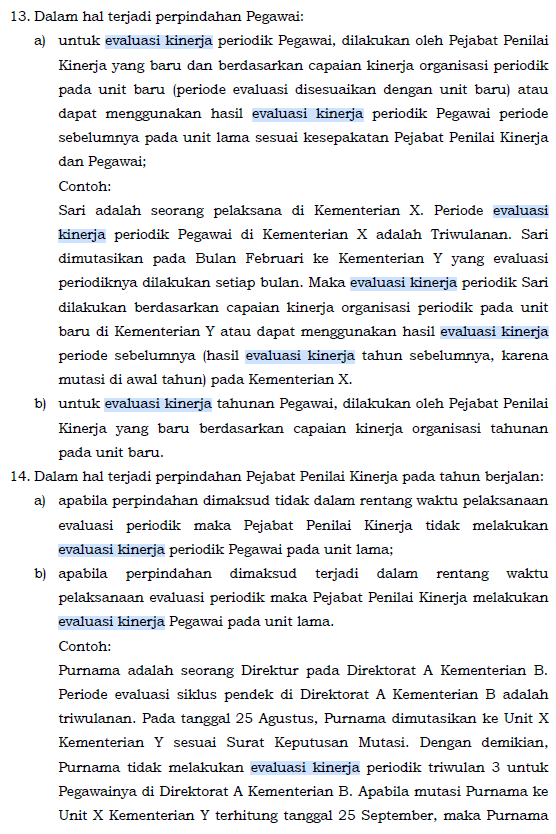 13. Dalam hal terjadi perpindahan Pegawai:
a) untuk evaluasi kinerja periodik Pegawai, dilakukan oleh Pejabat Penilai
Kinerja yang baru dan berdasarkan capaian kinerja organisasi periodik
pada unit baru (periode evaluasi disesuaikan dengan unit baru) atau
dapat menggunakan hasil evaluasi kinerja periodik Pegawai periode
sebelumnya pada unit lama sesuai kesepakatan Pejabat Penilai Kinerja
dan Pegawai;
Contoh:
Sari adalah seorang pelaksana di Kementerian X. Periode evaluasi
kinerja periodik Pegawai di Kementerian X adalah Triwulanan. Sari
dimutasikan pada Bulan Februari ke Kementerian Y yang evaluasi
periodiknya dilakukan setiap bulan. Maka evaluasi kinerja periodik Sari
dilakukan berdasarkan capaian kinerja organisasi periodik pada unit
baru di Kementerian Y atau dapat menggunakan hasil evaluasi kinerja
periode sebelumnya (hasil evaluasi kinerja tahun sebelumnya, karena
mutasi di awal tahun) pada Kementerian X.
b) untuk evaluasi kinerja tahunan Pegawai, dilakukan oleh Pejabat Penilai
Kinerja yang baru berdasarkan capaian kinerja organisasi tahunan
pada unit baru.
14. Dalam hal terjadi perpindahan Pejabat Penilai Kinerja pada tahun berjalan:
a) apabila perpindahan dimaksud tidak dalam rentang waktu pelaksanaan
evaluasi periodik maka Pejabat Penilai Kinerja tidak melakukan
evaluasi kinerja periodik Pegawai pada unit lama;
b) apabila perpindahan dimaksud terjadi dalam rentang waktu
pelaksanaan evaluasi periodik maka Pejabat Penilai Kinerja melakukan
evaluasi kinerja Pegawai pada unit lama.
Contoh:
Purnama adalah seorang Direktur pada Direktorat A Kementerian B.
Periode evaluasi siklus pendek di Direktorat A Kementerian B adalah
triwulanan. Pada tanggal 25 Agustus, Purnama dimutasikan ke Unit X
Kementerian Y sesuai Surat Keputusan Mutasi. Dengan demikian,
Purnama tidak melakukan evaluasi kinerja periodik triwulan 3 untuk
Pegawainya di Direktorat A Kementerian B. Apabila mutasi Purnama ke
Unit X Kementerian Y terhitung tanggal 25 September, maka Purnama